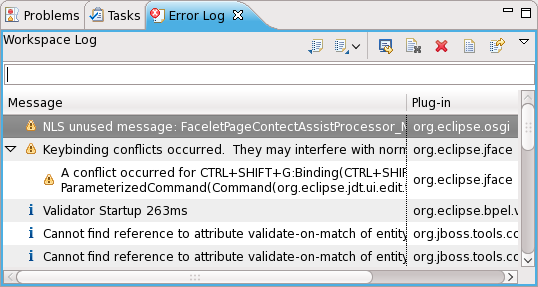 Problems Tasks Error Log
Workspace Log
Message Plug-in
NLS unused message: FaceletPageContectAssistProcessor_N org.eclipse.osgi
Keybinding conflicts occurred. They may interfere with norm org.eclipse.jface
A conflict occurred for CTRL+SHIFT+G:Binding(CTRL+SHIF org.eclipse.jface
ParameterizedCommand(Command(org.eclipse.jdt.ui.edit.
Validator Startup 263ms org.eclipse.bpel.v
Cannot find reference to attribute validate-on-match of entity org.jboss.tools.cc
Cannot find reference to attribute validate-on-match of entity org.jboss.tools.cc